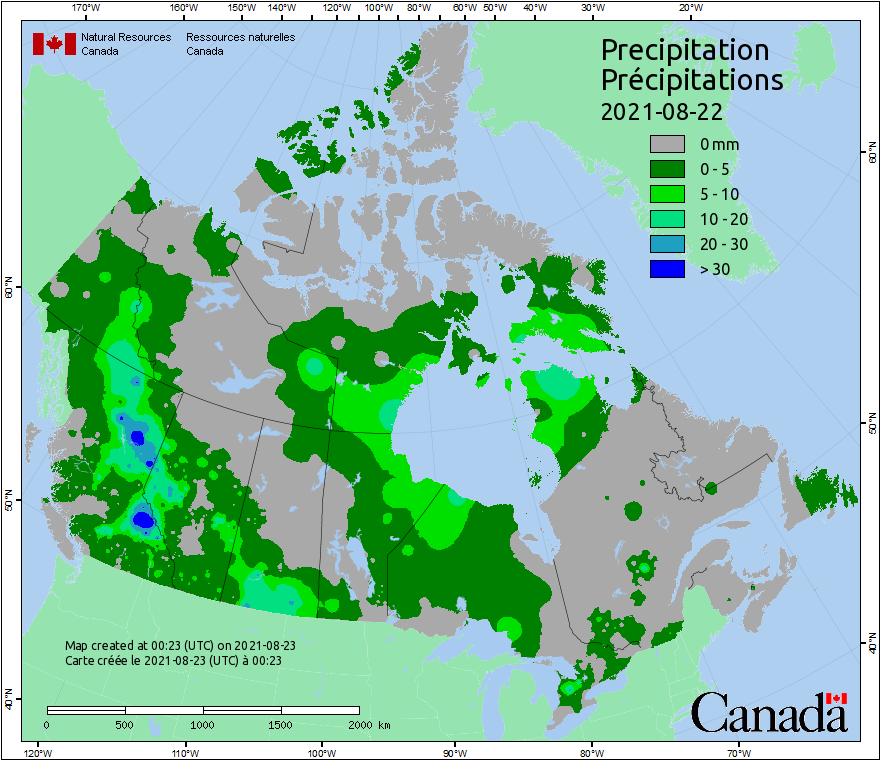 170°W 160°W 150°W 140°W 120°W 100°W 80°W 60°W 50°W 40°W 30°W 20°W
Natural Resources Ressources naturelles
Canada Canada
Precipitation
Précipitations
2021-08-22
0 mm
0 - 5
5 - 10
10 - 20
20 - 30
> 30
60°N
50°N
40°N
60°N
50°N
40°N
Map created at 00:23 (UTC) on 2021-08-23
Carte créée le 2021-08-23 (UTC) à 00:23
0 500 1000 1500 2000 km
Canada
120°W 110°W 100°W 90°W 80°W 70°W